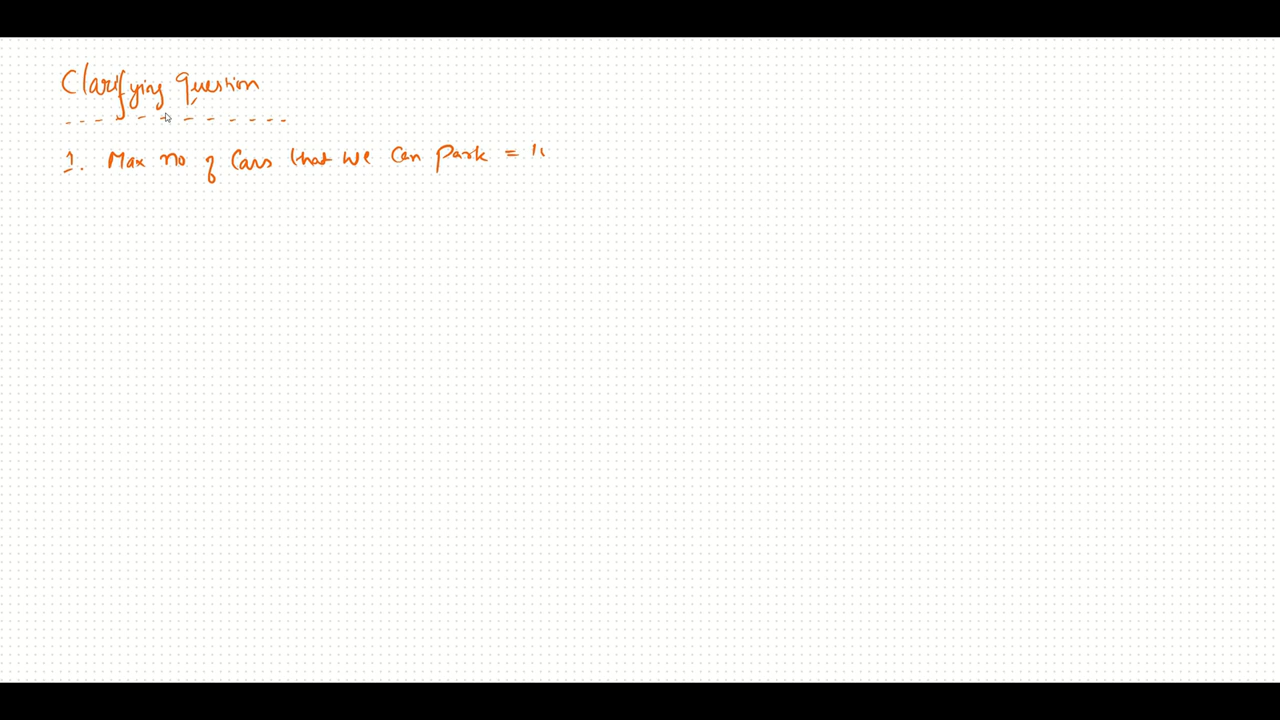 Clarifying Question
1. Max no of Cars that we can park =